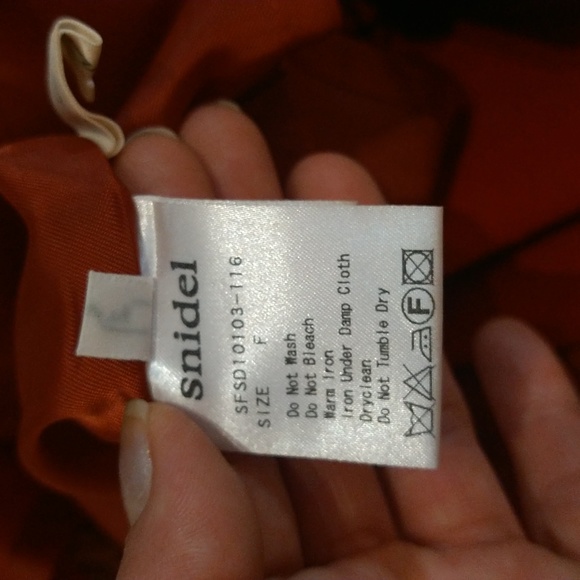 snidel
SFSD10103-116
SIZE F
Do Not Wash
Do Not Bleach
Warm Iron
Iron Under Damp Cloth
Dryclean
Do Not Tumble Dry
F